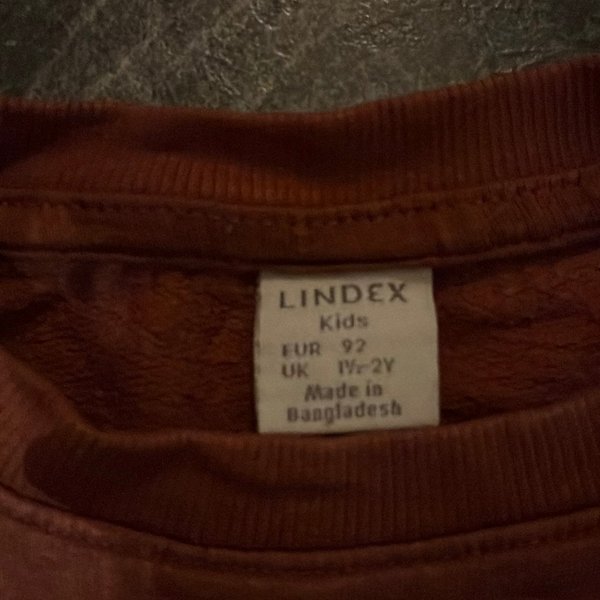 LINDEX
Kids
EUR 92
UK 1½-2Y
Made in
Bangladesh